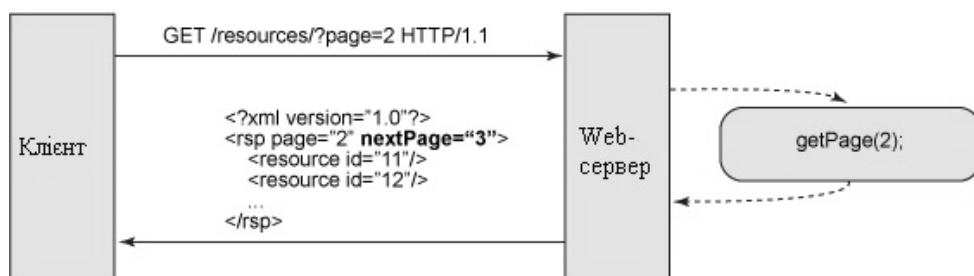 GET /resources/?page=2 HTTP/1.1
Клієнт
<?xml version="1.0"?>
<rsp page="2" nextPage="3">
<resource id="11"/>
<resource id="12"/>
...
</rsp>
Web-
сервер
getPage(2);